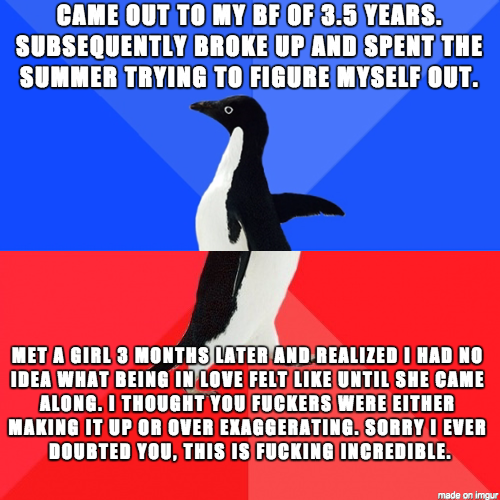 CAME OUT TO MY BF OF 3.5 YEARS.
SUBSEQUENTLY BROKE UP AND SPENT THE
SUMMER TRYING TO FIGURE MYSELF OUT.
MET A GIRL 3 MONTHS LATER AND REALIZED I HAD NO
IDEA WHAT BEING IN LOVE FELT LIKE UNTIL SHE CAME
ALONG. I THOUGHT YOU FUCKERS WERE EITHER
MAKING IT UP OR OVER EXAGGERATING. SORRY I EVER
DOUBTED YOU, THIS IS FUCKING INCREDIBLE.
made on imgur